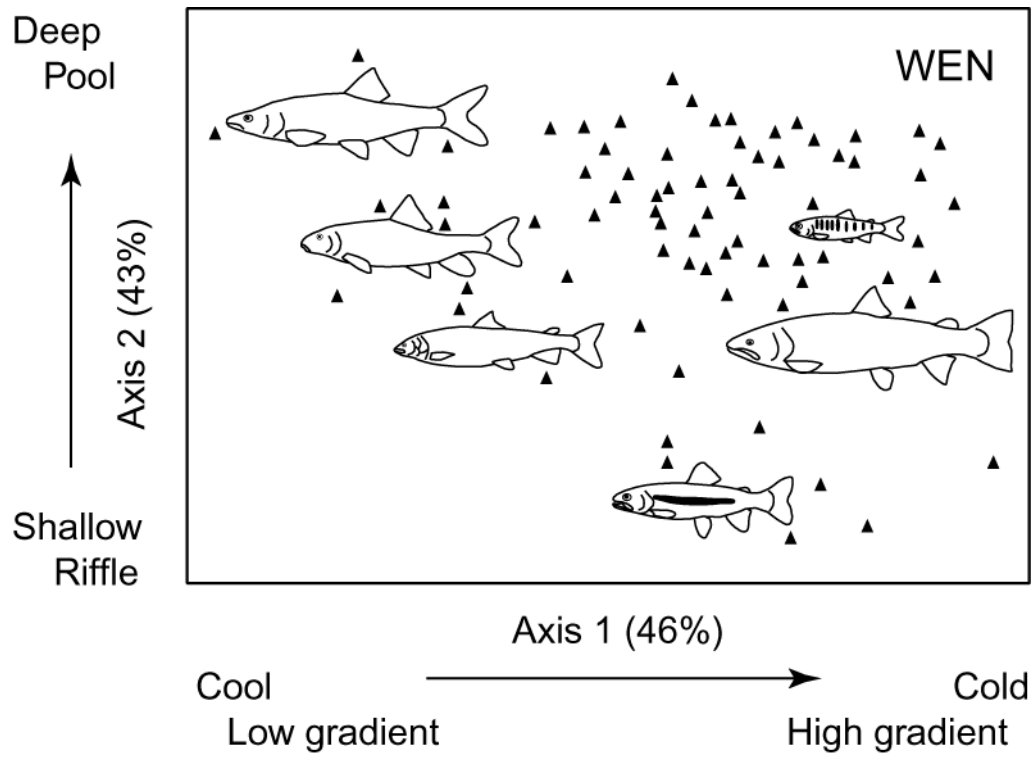 Deep
Pool
WEN
Axis 2 (43%)
Shallow
Riffle
Axis 1 (46%)
Cool
Cold
Low gradient
High gradient